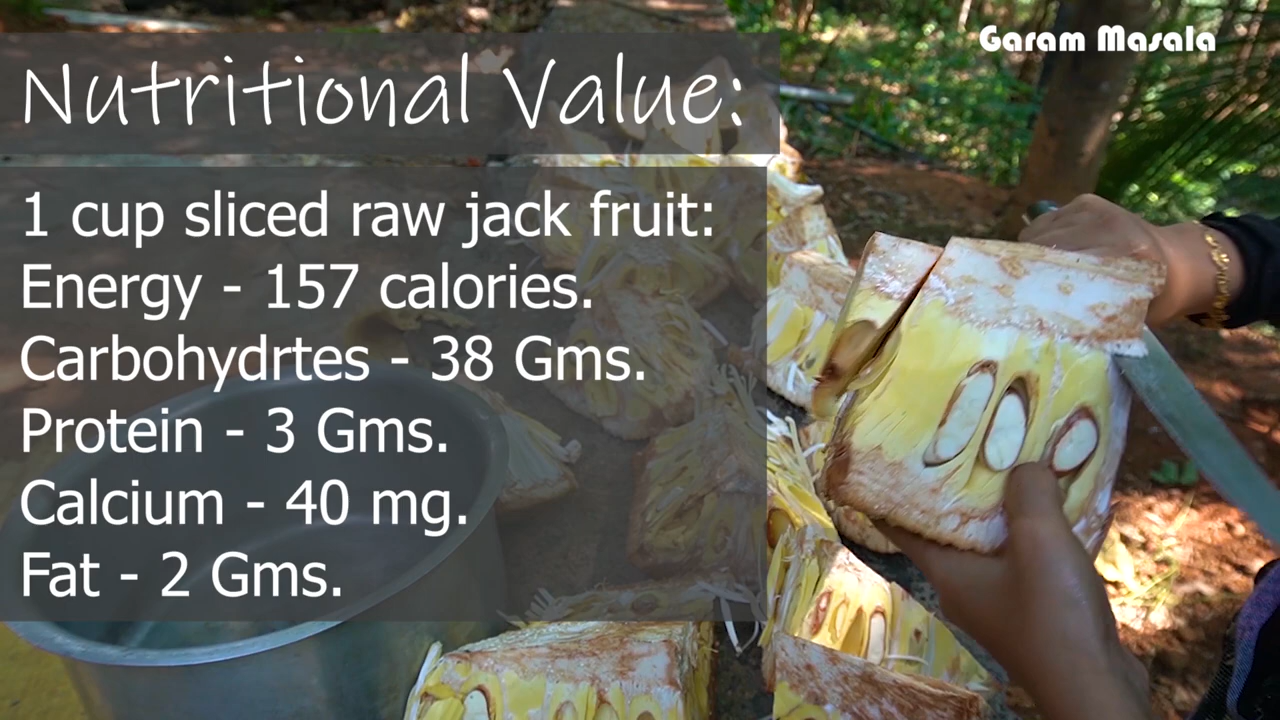 Garam Masala
Nutritional Value:
1 cup sliced raw jack fruit:
Energy - 157 calories.
Carbohydrtes - 38 Gms.
Protein - 3 Gms.
Calcium - 40 mg.
Fat - 2 Gms.